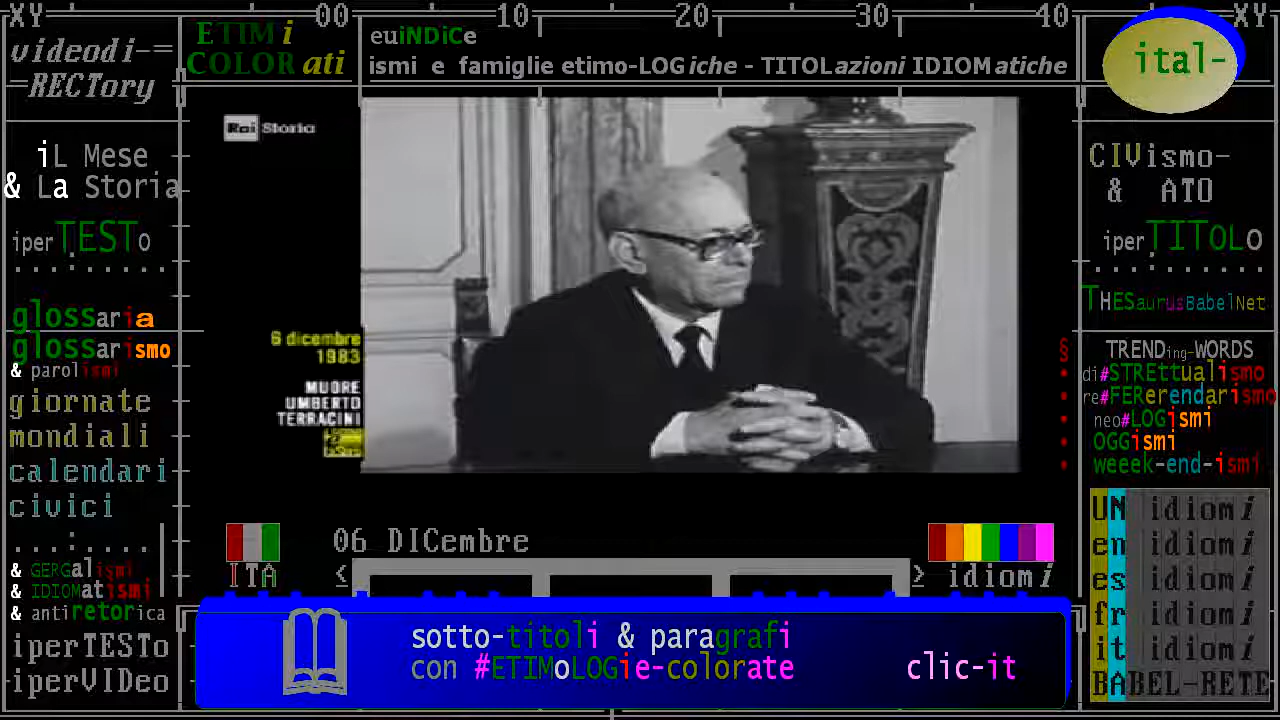 XY 00 10 20 30 40 XY
videodi-=
=RECTory
ETIMi
COLORati
euiNDiCe
ismi e famiglie etimo-LOGiche - TITOLazioni IDIOMatiche
ital-
iL Mese
& La Storia
iperTESTo
glossaria
glossarismo
& parolismi
giornate
mondiali
calendari
civici
& GERGalismi
& IDIOMatismi
& antiretorica
iperTESTo
iperVIDeo
Rai Storia
6 dicembre
1983
MUORE
UMBERTO
TERRACINI
CIVismo-
& ATO
iperTITOLO
THESaurusBabelNet
§
TRENDing-WORDS
di#STREttualismo
re#FERerendarismo
neo#LOGismi
OGGismi
weeek-end-ismi
UN idiomi
en idiomi
es idiomi
fr idiomi
it idiomi
BABEL-RETE
06 DICembre
ITA < > idiomi
sotto-titoli & paragrafi
con #ETIMoLOGie-colorate clic-it